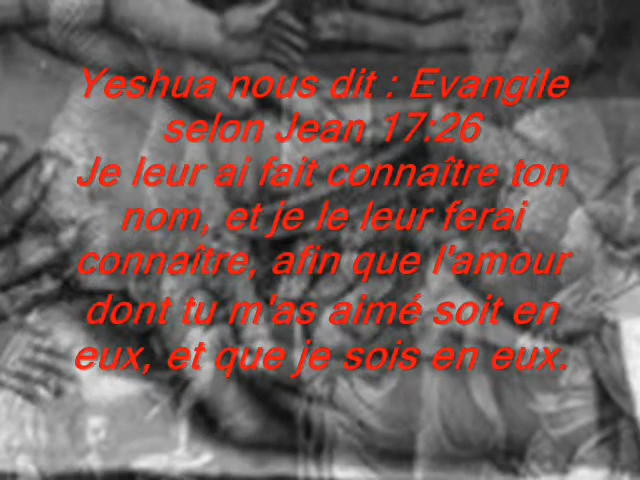 Yeshua nous dit : Evangile
selon Jean 17:26
Je leur ai fait connaître ton
nom, et je le leur ferai
connaître, afin que l'amour
dont tu m'as aimé soit en
eux, et que je sois en eux.